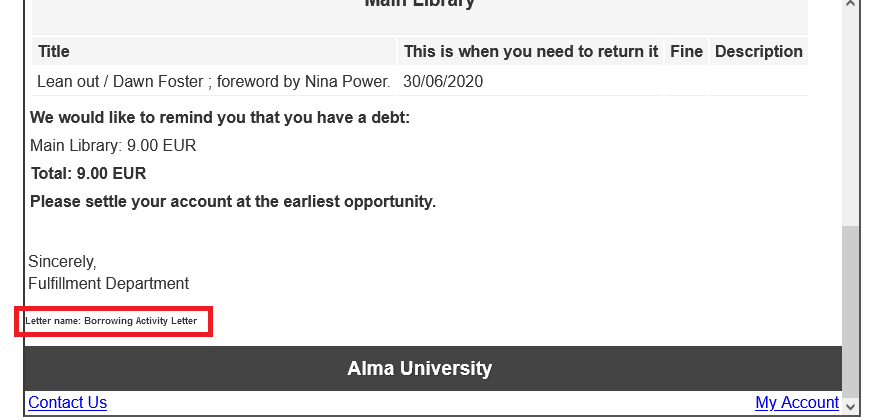 Main Library
Title This is when you need to return it Fine Description
Lean out / Dawn Foster ; foreword by Nina Power. 30/06/2020
We would like to remind you that you have a debt:
Main Library: 9.00 EUR
Total: 9.00 EUR
Please settle your account at the earliest opportunity.
Sincerely,
Fulfillment Department
Letter name: Borrowing Activity Letter
Alma University
Contact Us My Account